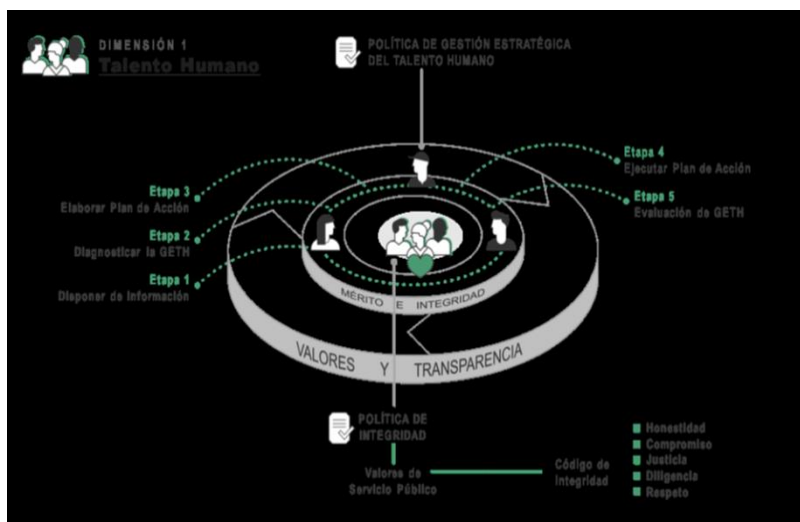 DIMENSIÓN 1
Talento Humano
POLÍTICA DE GESTIÓN ESTRATÉGICA
DEL TALENTO HUMANO
Etapa 3
Elaborar Plan de Acción
Etapa 2
Diagnosticar la GETH
Etapa 1
Disponer de Información
Etapa 4
Ejecutar Plan de Acción
Etapa 5
Evaluación de GETH
MÉRITO E INTEGRIDAD
VALORES Y TRANSPARENCIA
POLÍTICA DE
INTEGRIDAD
Valores de
Servicio Público
Código de
Integridad
Honestidad
Compromiso
Justicia
Diligencia
Respeto